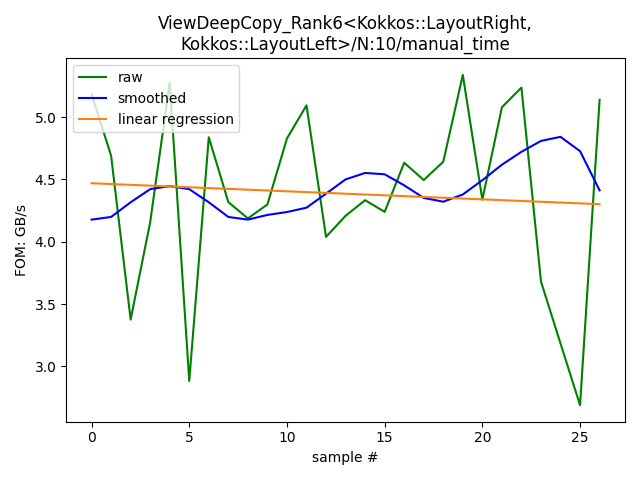 ViewDeepCopy_Rank6<Kokkos::LayoutRight,
Kokkos::LayoutLeft>/N:10/manual_time
raw
smoothed
linear regression
FOM: GB/s
5.0
4.5
4.0
3.5
3.0
0 5 10 15 20 25
sample #